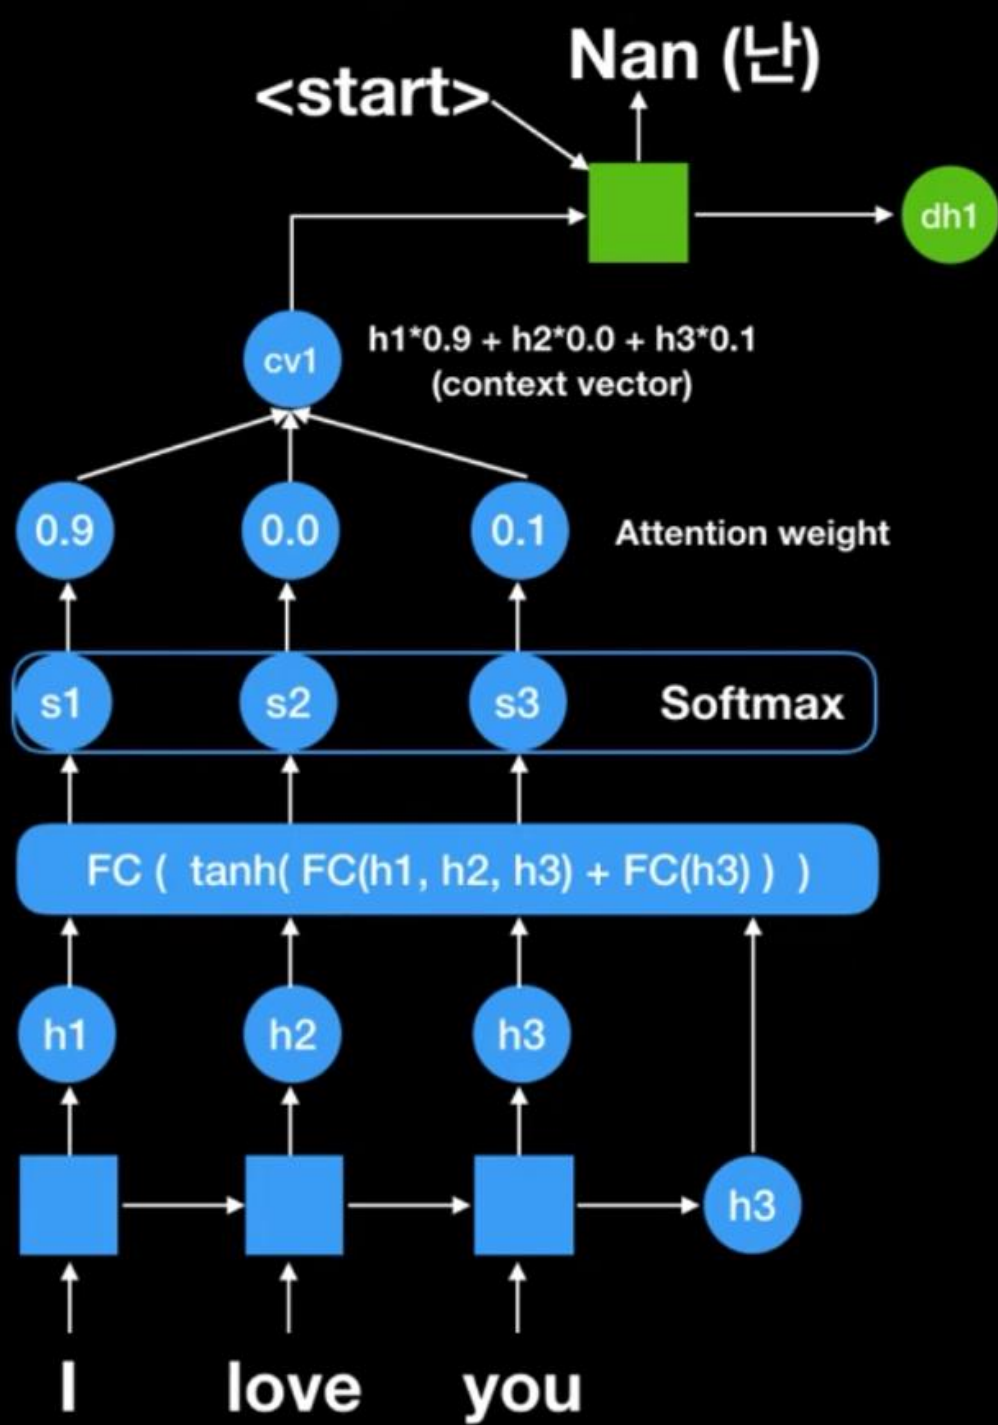 Nan (난)
<start>
dh1
cv1
h1*0.9 + h2*0.0 + h3*0.1
(context vector)
0.9 0.0 0.1 Attention weight
s1 s2 s3 Softmax
FC ( tanh( FC(h1, h2, h3) + FC(h3) ) )
h1 h2 h3
h3
I love you